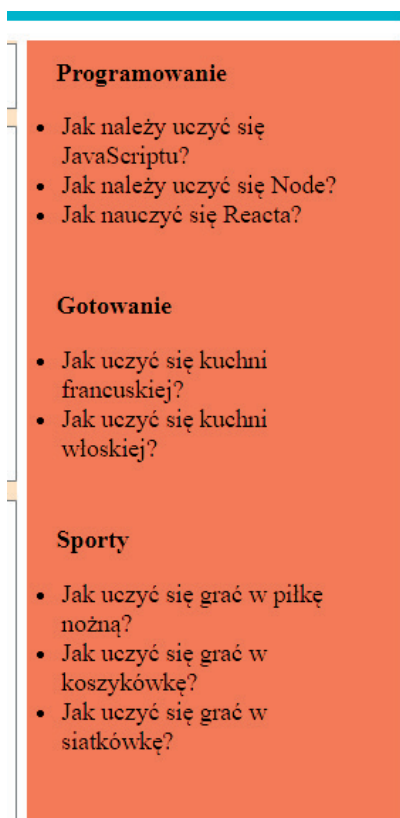 Programowanie
Jak należy uczyć się
JavaScriptu?
Jak należy uczyć się Node?
Jak nauczyć się Reacta?
Gotowanie
Jak uczyć się kuchni
francuskiej?
Jak uczyć się kuchni
włoskiej?
Sporty
Jak uczyć się grać w piłkę
nożną?
Jak uczyć się grać w
koszykówkę?
Jak uczyć się grać w
siatkówkę?